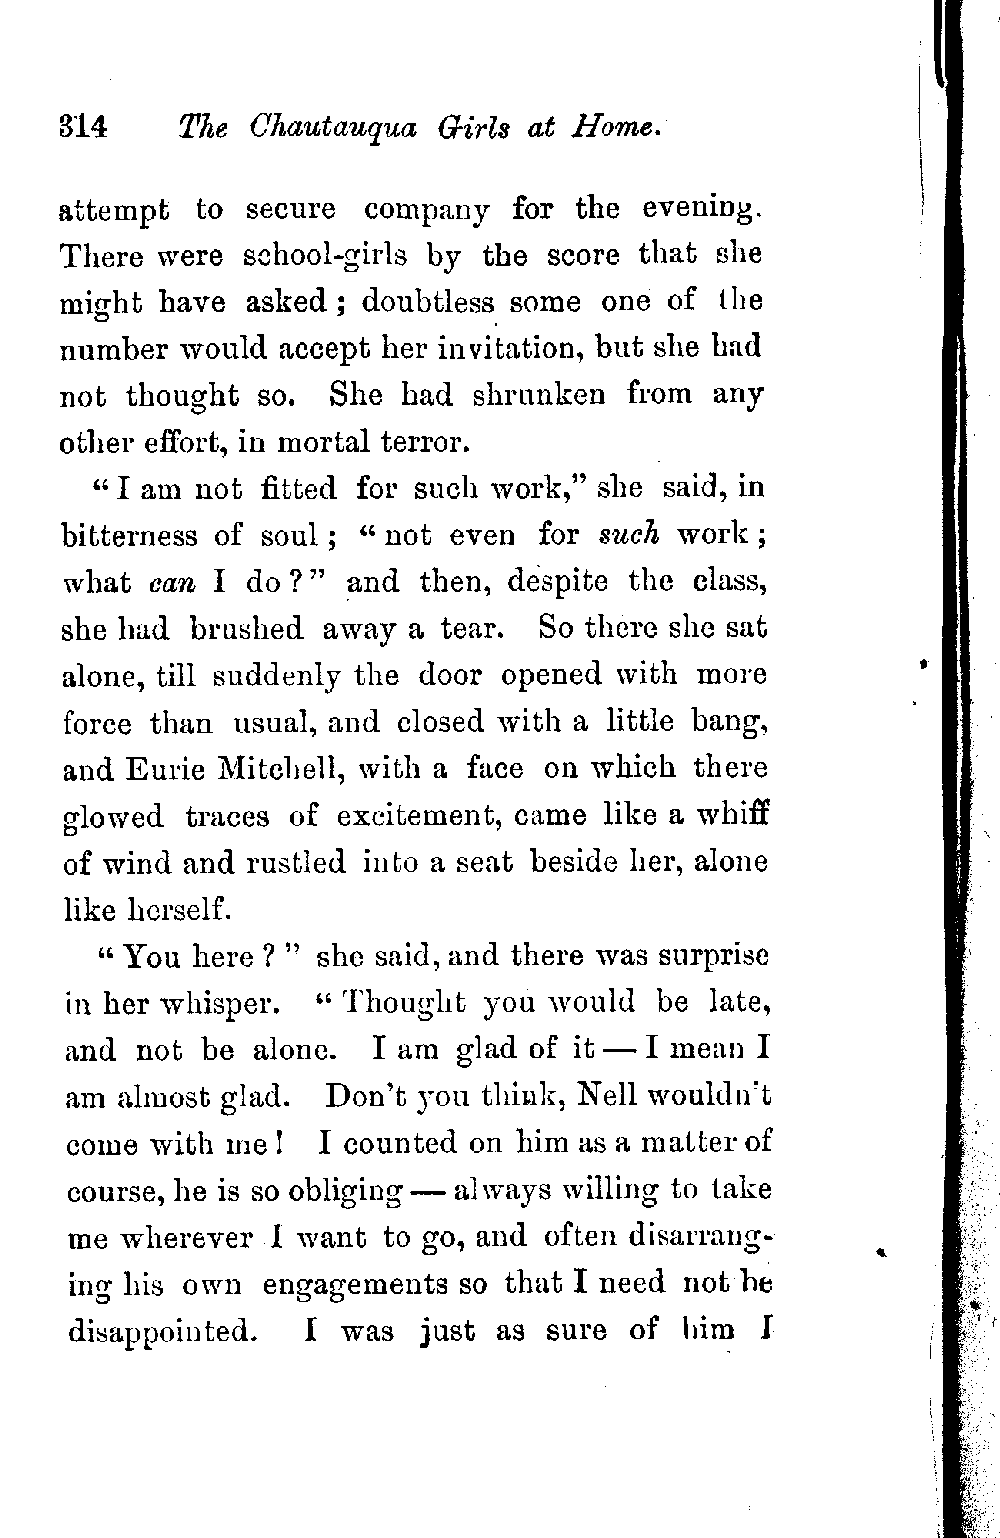 314 The Chautauqua Girls at Home.
attempt to secure company for the evening.
There were school-girls by the score that she
might have asked ; doubtless some one of the
number would accept her invitation, but she had
not thought so. She had shrunken from any
other effort, in mortal terror.
“ I am not fitted for such work,” she said, in
bitterness of soul ; “ not even for such work ;
what can I do ? ” and then, despite the class,
she had brushed away a tear. So there she sat
alone, till suddenly the door opened with more
force than usual, and closed with a little bang,
and Eurie Mitchell, with a face on which there
glowed traces of excitement, came like a whiff
of wind and rustled into a seat beside her, alone
like herself.
“ You here ? ” she said, and there was surprise
in her whisper. “ Thought you would be late,
and not be alone. I am glad of it — I mean I
am almost glad. Don’t you think, Nell wouldn’t
come with me ! I counted on him as a matter of
course, he is so obliging — always willing to take
me wherever I want to go, and often disarrang-
ing his own engagements so that I need not be
disappointed. I was just as sure of him I